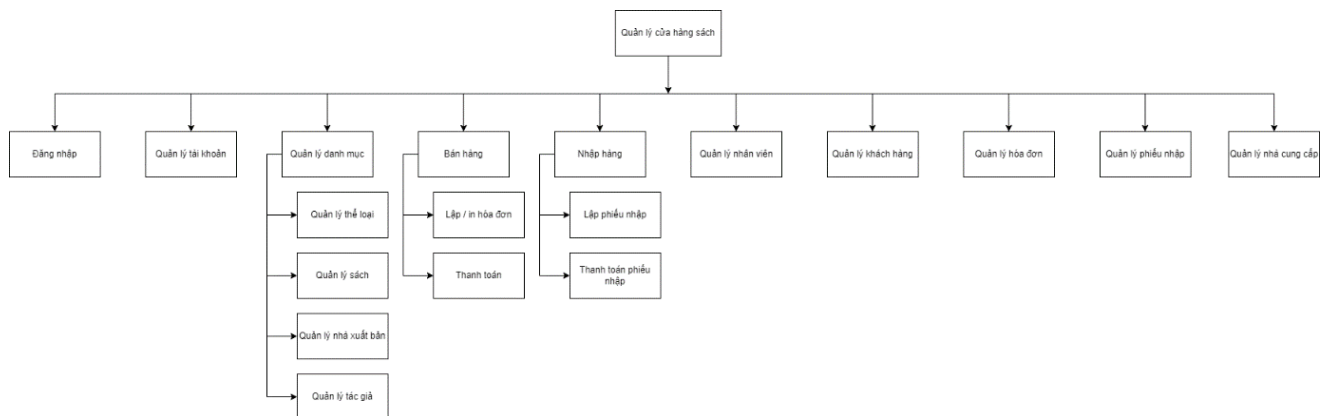 Quản lý cửa hàng sách
Đăng nhập
Quản lý tài khoản
Quản lý danh mục
Bán hàng
Nhập hàng
Quản lý nhân viên
Quản lý khách hàng
Quản lý hòa đơn
Quản lý phiếu nhập
Quản lý nhà cung cấp
Quản lý thể loại
Lập / in hòa đơn
Lập phiếu nhập
Quản lý sách
Thanh toán
Thanh toán phiếu
nhập
Quản lý nhà xuất bản
Quản lý tác giả